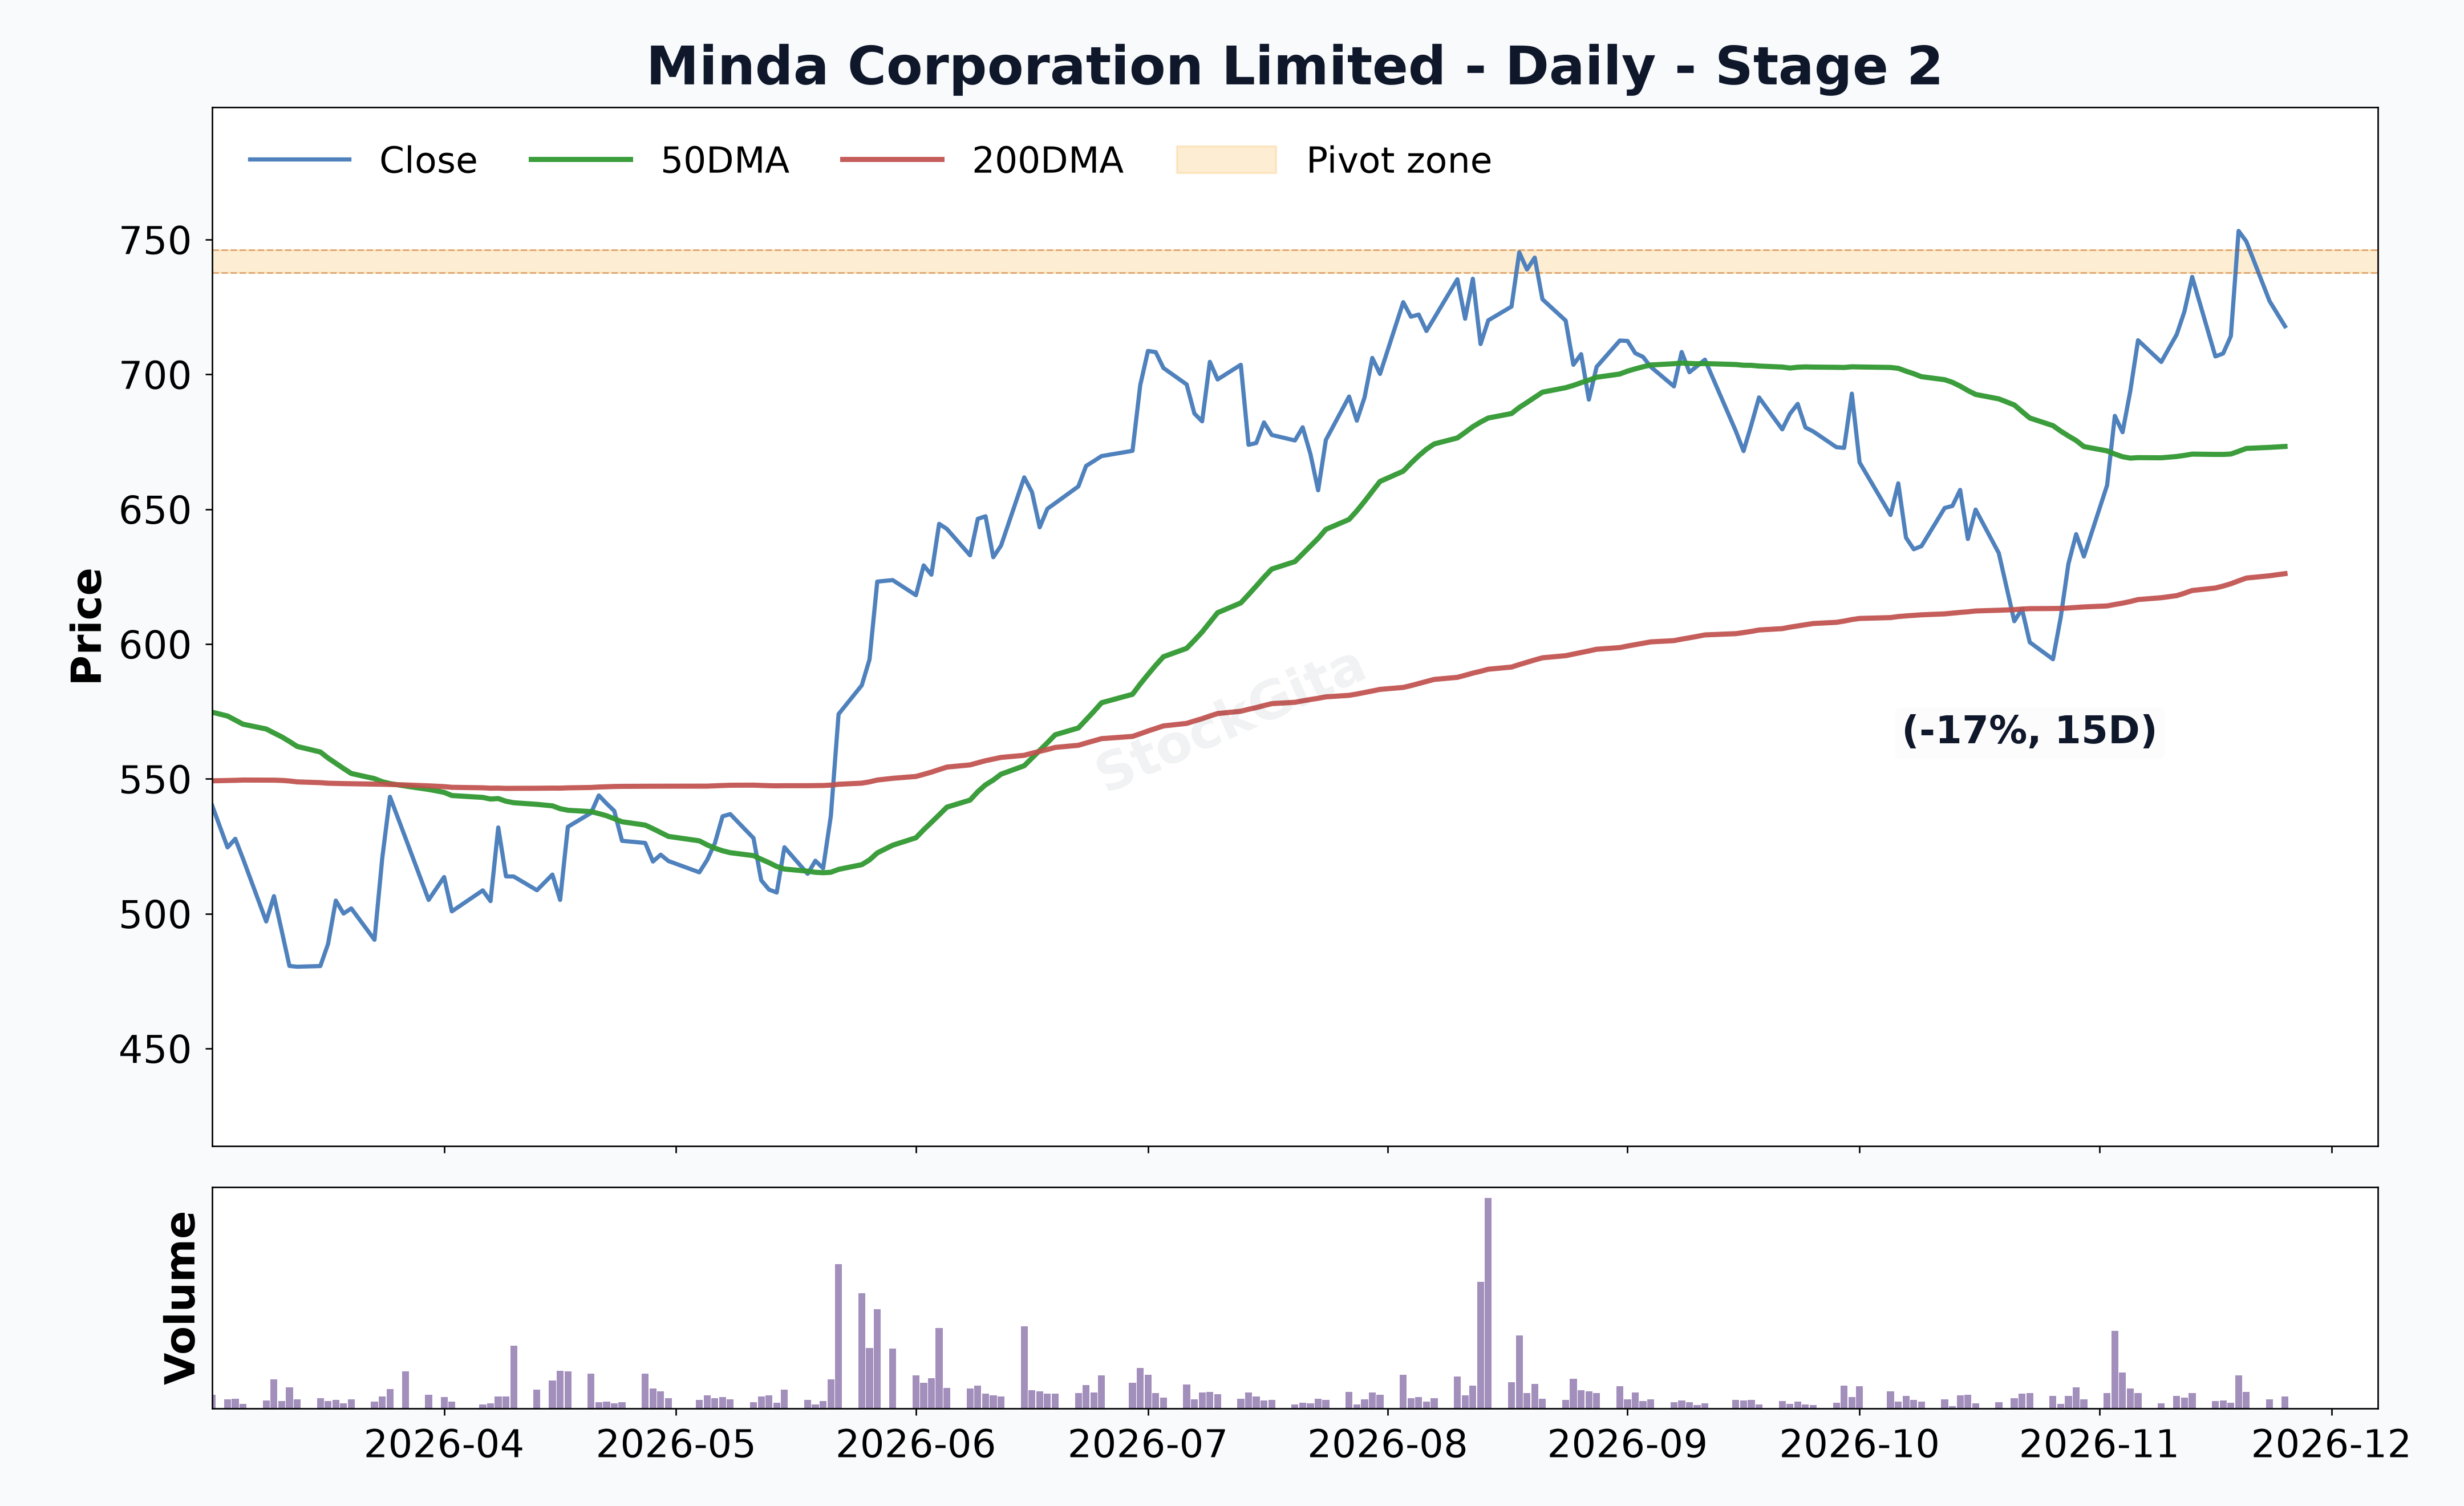 Minda Corporation Limited - Daily - Stage 2
Close 50DMA 200DMA Pivot zone
750
700
650
600
550
500
450
Price
StockGita
(-17%, 15D)
Volume
2026-04 2026-05 2026-06 2026-07 2026-08 2026-09 2026-10 2026-11 2026-12